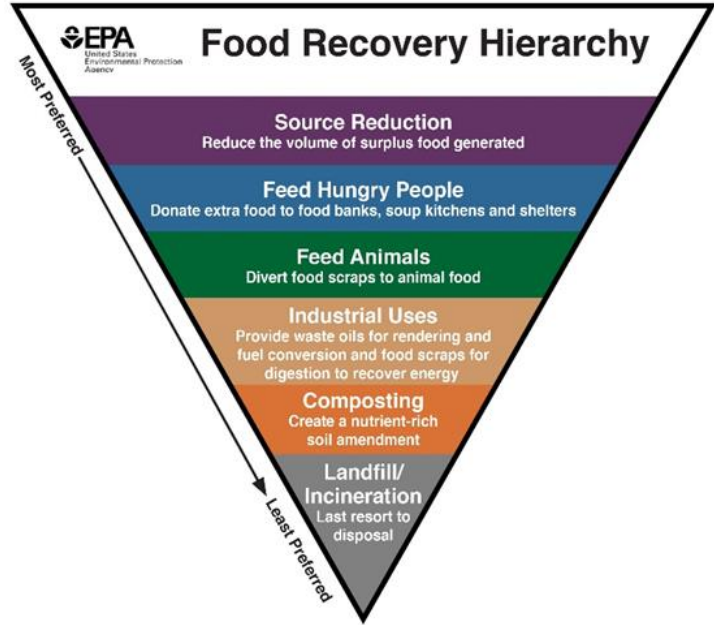 EPA
United States
Environmental Protection
Agency
Food Recovery Hierarchy
Most Preferred
Source Reduction
Reduce the volume of surplus food generated
Feed Hungry People
Donate extra food to food banks, soup kitchens and shelters
Feed Animals
Divert food scraps to animal food
Industrial Uses
Provide waste oils for rendering and
fuel conversion and food scraps for
digestion to recover energy
Composting
Create a nutrient-rich
soil amendment
Landfill/
Incineration
Last resort to
disposal
Least Preferred